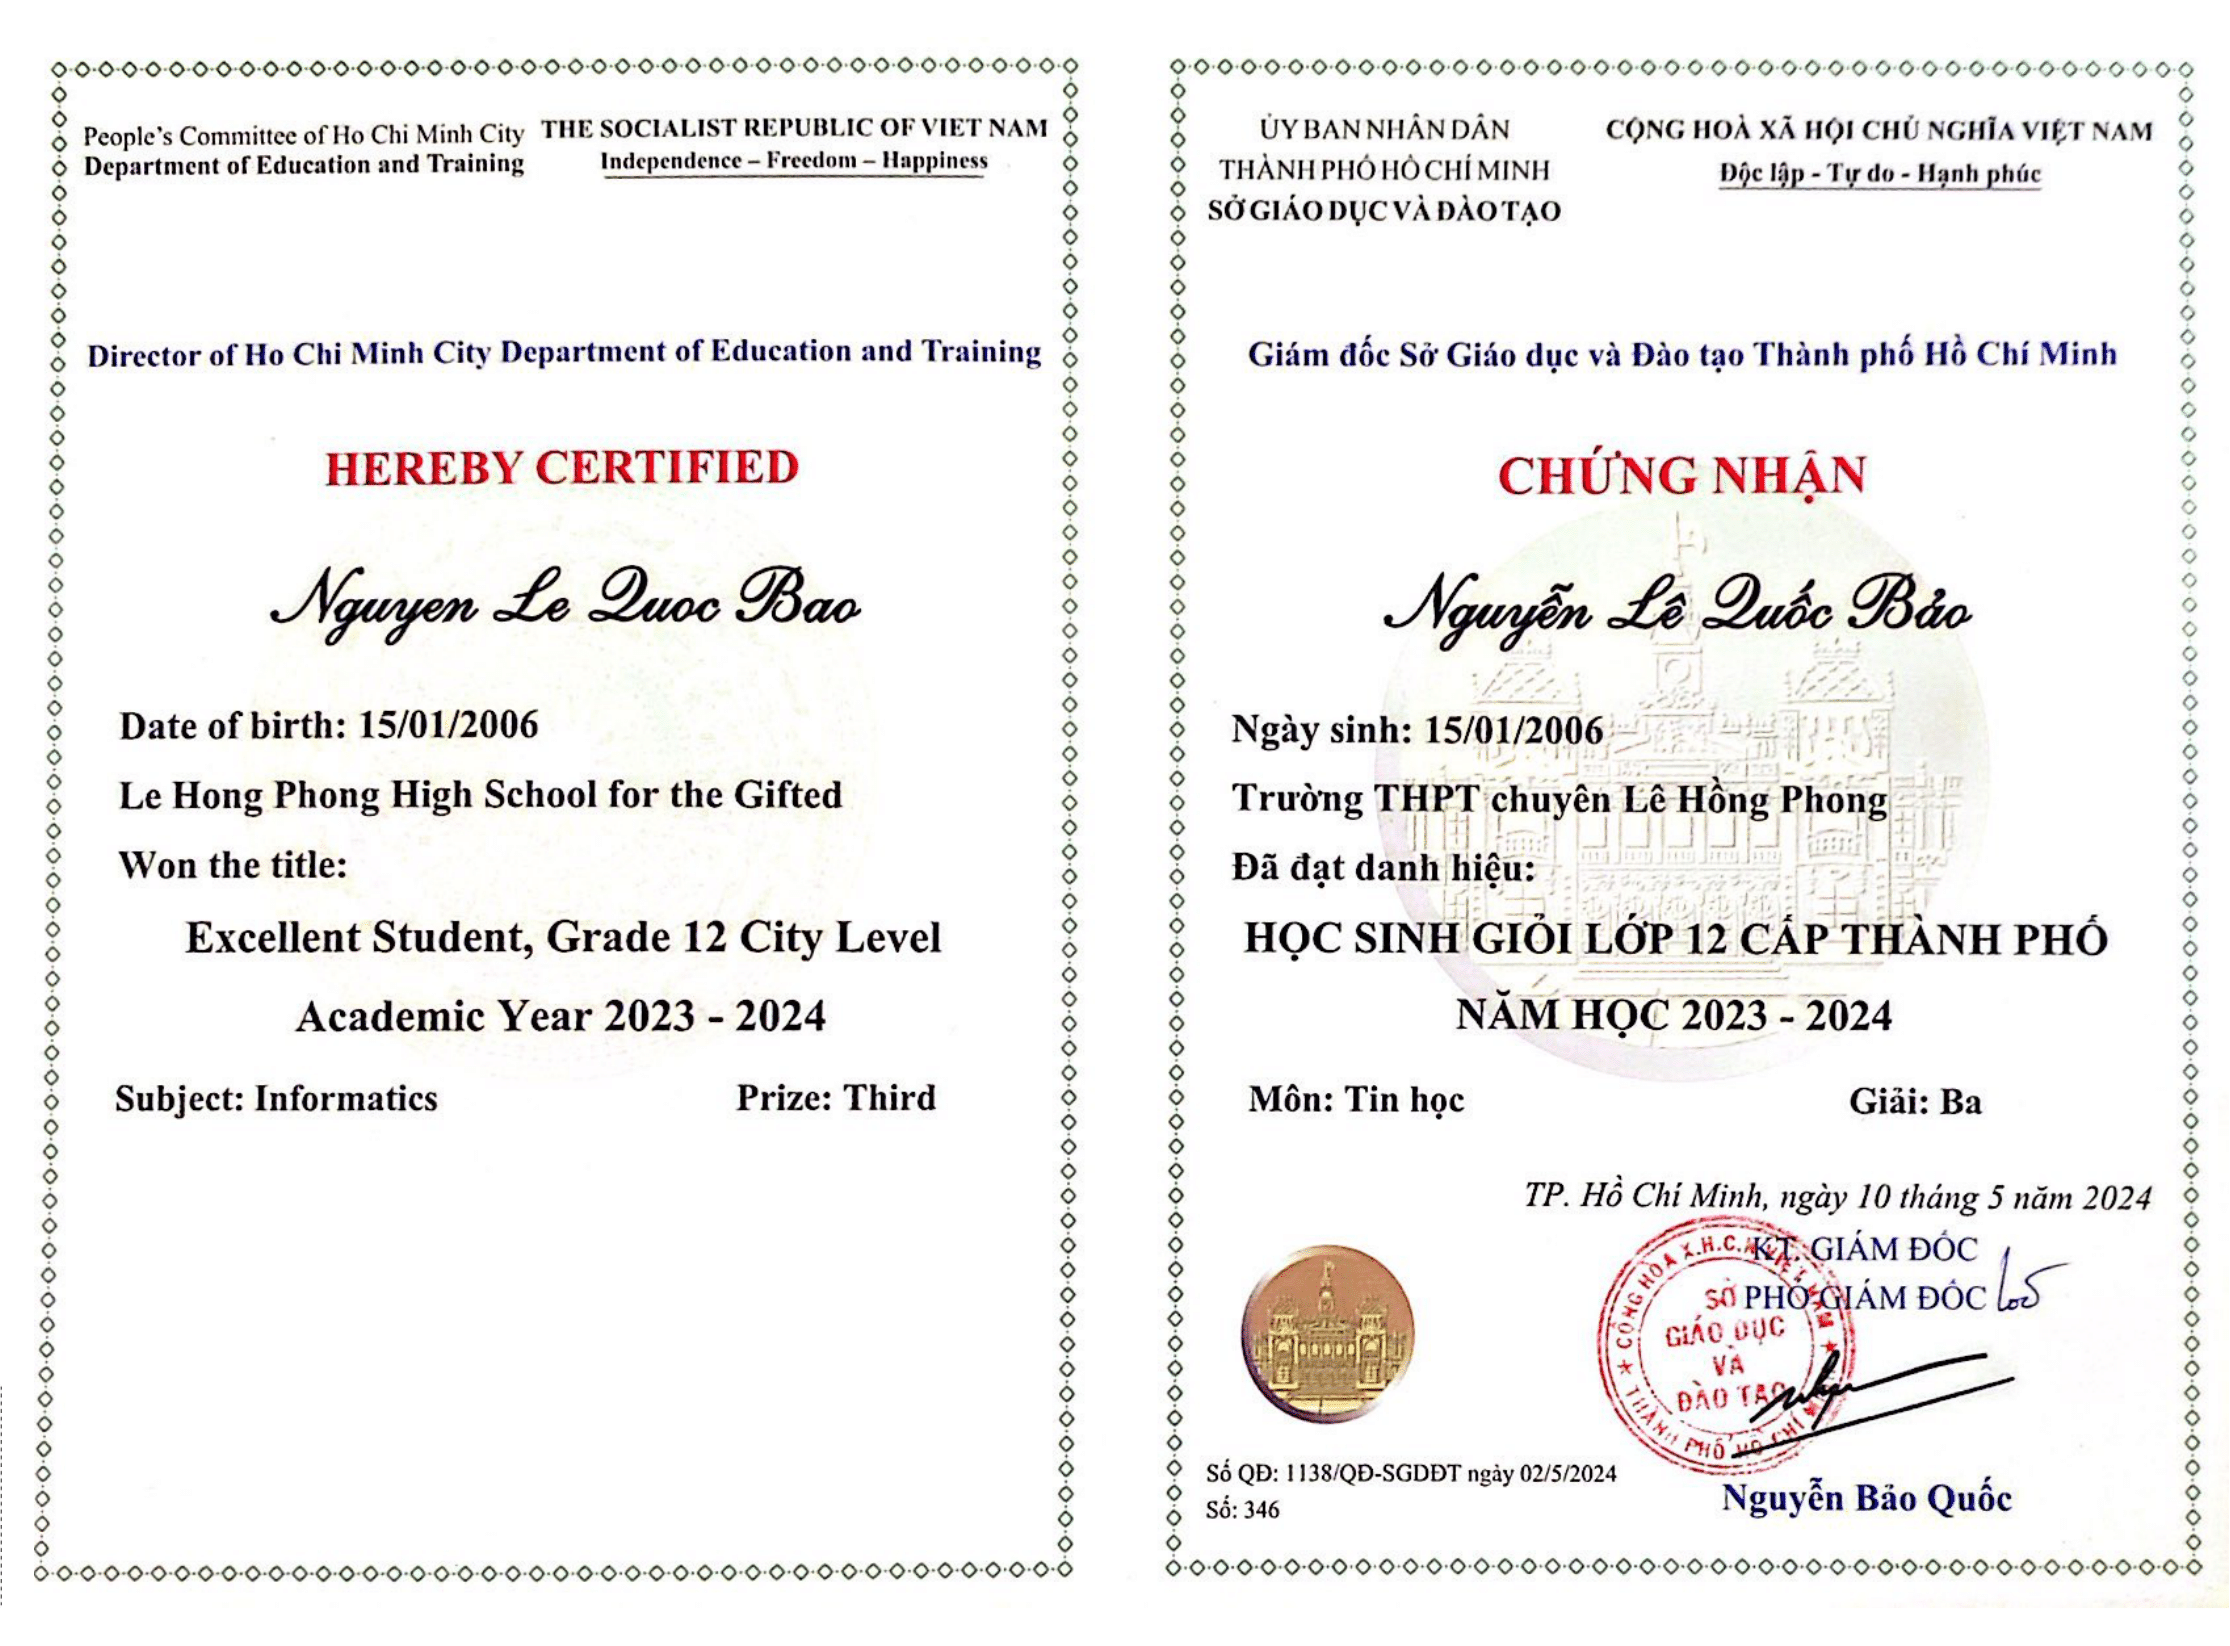 People's Committee of Ho Chi Minh City
Department of Education and Training
THE SOCIALIST REPUBLIC OF VIET NAM
Independence – Freedom – Happiness
Director of Ho Chi Minh City Department of Education and Training
HEREBY CERTIFIED
Nguyen Le Quoc Bao
Date of birth: 15/01/2006
Le Hong Phong High School for the Gifted
Won the title:
Excellent Student, Grade 12 City Level
Academic Year 2023 - 2024
Subject: Informatics
Prize: Third
ỦY BAN NHÂN DÂN
THÀNH PHỐ HỒ CHÍ MINH
SỞ GIÁO DỤC VÀ ĐÀO TẠO
CỘNG HOÀ XÃ HỘI CHỦ NGHĨA VIỆT NAM
Độc lập - Tự do - Hạnh phúc
Giám đốc Sở Giáo dục và Đào tạo Thành phố Hồ Chí Minh
CHỨNG NHẬN
Nguyễn Lê Quốc Bảo
Ngày sinh: 15/01/2006
Trường THPT chuyên Lê Hồng Phong
Đã đạt danh hiệu:
HỌC SINH GIỎI LỚP 12 CẤP THÀNH PHỐ
NĂM HỌC 2023 - 2024
Môn: Tin học
Giải: Ba
TP. Hồ Chí Minh, ngày 10 tháng 5 năm 2024
KT. GIÁM ĐỐC
PHÓ GIÁM ĐỐC
CỘNG HÒA X.H.C.N VIỆT NAM
SỞ
GIÁO DỤC
VÀ
ĐÀO TẠO
THÀNH PHỐ HỒ CHÍ MINH
Số QĐ: 1138/QĐ-SGDĐT ngày 02/5/2024
Số: 346
Nguyễn Bảo Quốc